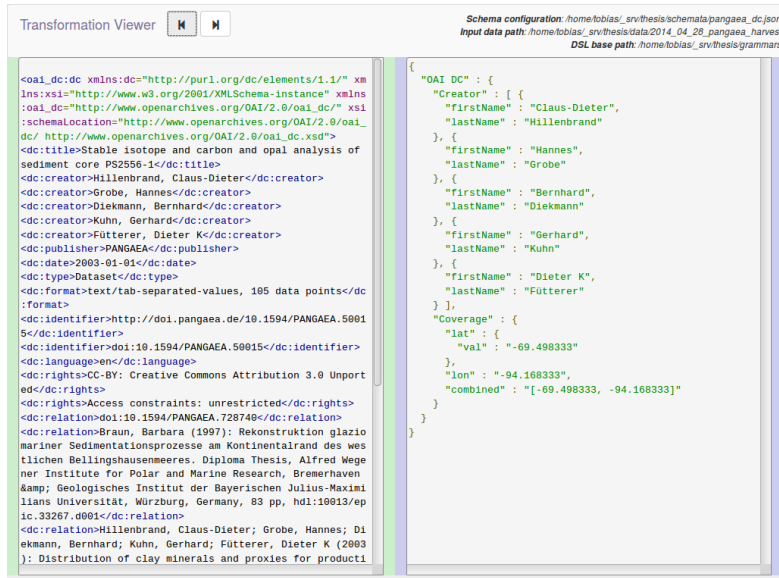 Transformation Viewer
Schema configuration: /home/tobias/_srv/thesis/schemata/pangaea_dc.json
Input data path: /home/tobias/_srv/thesis/data/2014_04_28_pangaea_harves
DSL base path: /home/tobias/_srv/thesis/grammars
<oai_dc:dc xmlns:dc="http://purl.org/dc/elements/1.1/" xm
lns:xsi="http://www.w3.org/2001/XMLSchema-instance" xmlns
:oai_dc="http://www.openarchives.org/OAI/2.0/oai_dc/" xsi
:schemaLocation="http://www.openarchives.org/OAI/2.0/oai_
dc/ http://www.openarchives.org/OAI/2.0/oai_dc.xsd">
<dc:title>Stable isotope and carbon and opal analysis of
sediment core PS2556-1</dc:title>
<dc:creator>Hillenbrand, Claus-Dieter</dc:creator>
<dc:creator>Grobe, Hannes</dc:creator>
<dc:creator>Diekmann, Bernhard</dc:creator>
<dc:creator>Kuhn, Gerhard</dc:creator>
<dc:creator>Fütterer, Dieter K</dc:creator>
<dc:publisher>PANGAEA</dc:publisher>
<dc:date>2003-01-01</dc:date>
<dc:type>Dataset</dc:type>
<dc:format>text/tab-separated-values, 105 data points</dc
:format>
<dc:identifier>http://doi.pangaea.de/10.1594/PANGAEA.5001
5</dc:identifier>
<dc:identifier>doi:10.1594/PANGAEA.50015</dc:identifier>
<dc:language>en</dc:language>
<dc:rights>CC-BY: Creative Commons Attribution 3.0 Unport
ed</dc:rights>
<dc:rights>Access constraints: unrestricted</dc:rights>
<dc:relation>doi:10.1594/PANGAEA.728740</dc:relation>
<dc:relation>Braun, Barbara (1997): Rekonstruktion glazio
mariner Sedimentationsprozesse am Kontinentalrand des wes
tlichen Bellingshausenmeeres. Diploma Thesis, Alfred Wege
ner Institute for Polar and Marine Research, Bremerhaven
&amp; Geologisches Institut der Bayerischen Julius-Maximi
lians Universität, Würzburg, Germany, 83 pp, hdl:10013/ep
ic.33267.d001</dc:relation>
<dc:relation>Hillenbrand, Claus-Dieter; Grobe, Hannes; Di
ekmann, Bernhard; Kuhn, Gerhard; Fütterer, Dieter K (2003
): Distribution of clay minerals and proxies for producti
{
"OAI DC" : {
"Creator" : [ {
"firstName" : "Claus-Dieter",
"lastName" : "Hillenbrand"
}, {
"firstName" : "Hannes",
"lastName" : "Grobe"
}, {
"firstName" : "Bernhard",
"lastName" : "Diekmann"
}, {
"firstName" : "Gerhard",
"lastName" : "Kuhn"
}, {
"firstName" : "Dieter K",
"lastName" : "Fütterer"
} ],
"Coverage" : {
"lat" : {
"val" : "-69.498333"
},
"lon" : "-94.168333",
"combined" : "[-69.498333, -94.168333]"
}
}
}